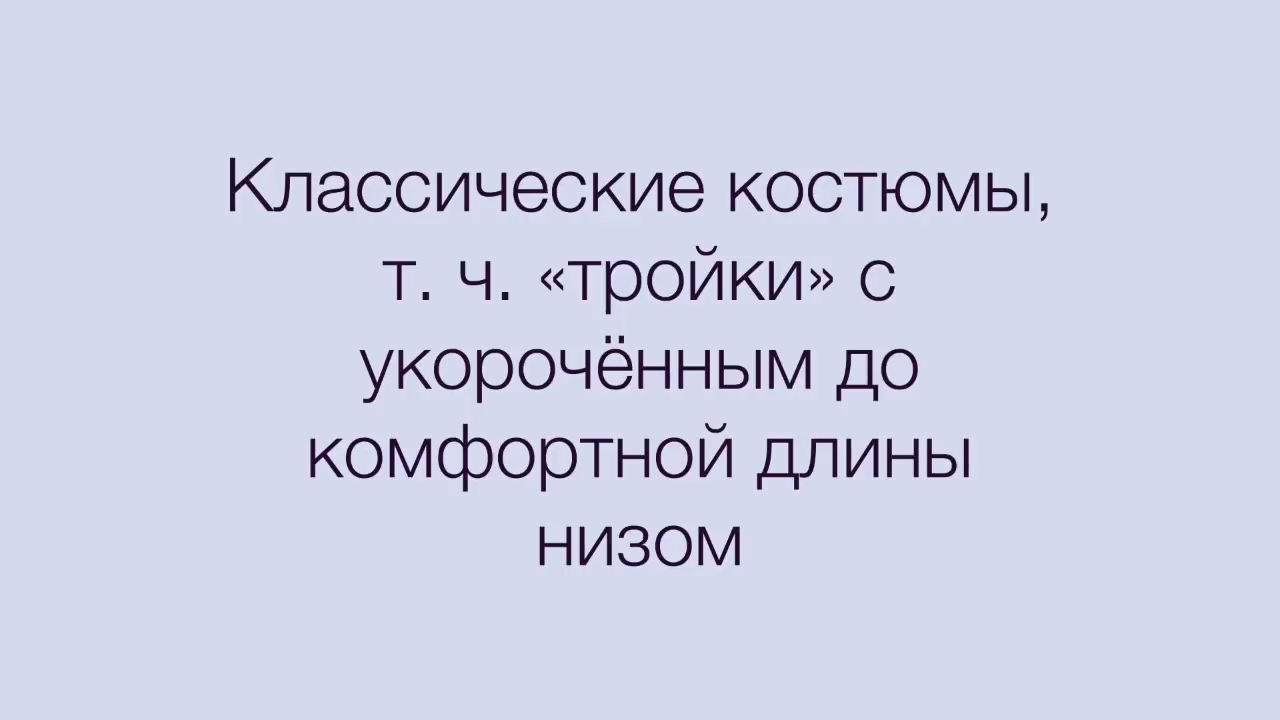 Классические костюмы,
т. ч. «тройки» с
укорочённым до
комфортной длины
низом